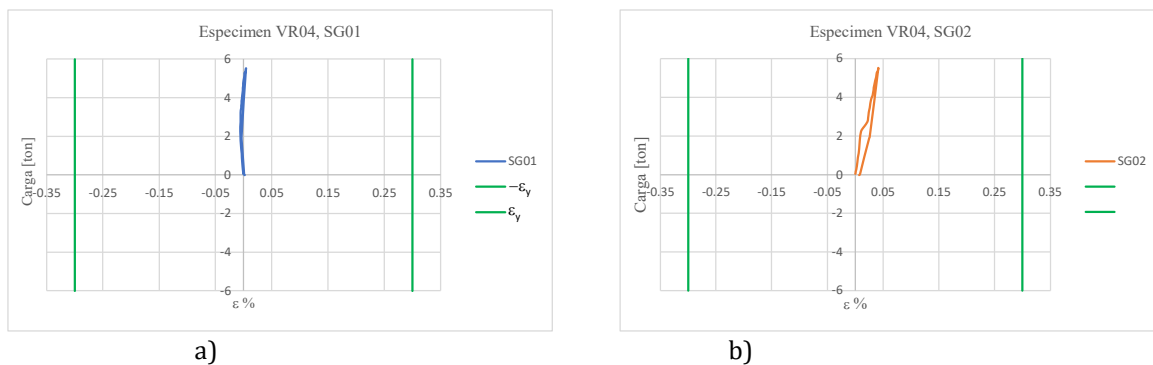 Especimen VR04, SG01
6
4
2
0
-2
-4
-6
-0.35
-0.25
-0.15
-0.05
0.05
0.15
0.25
0.35
Carga [ton]
ε %
SG01
−εy
εy
a)
Especimen VR04, SG02
6
4
2
0
-2
-4
-6
-0.35
-0.25
-0.15
-0.05
0.05
0.15
0.25
0.35
Carga [ton]
ε %
SG02
b)